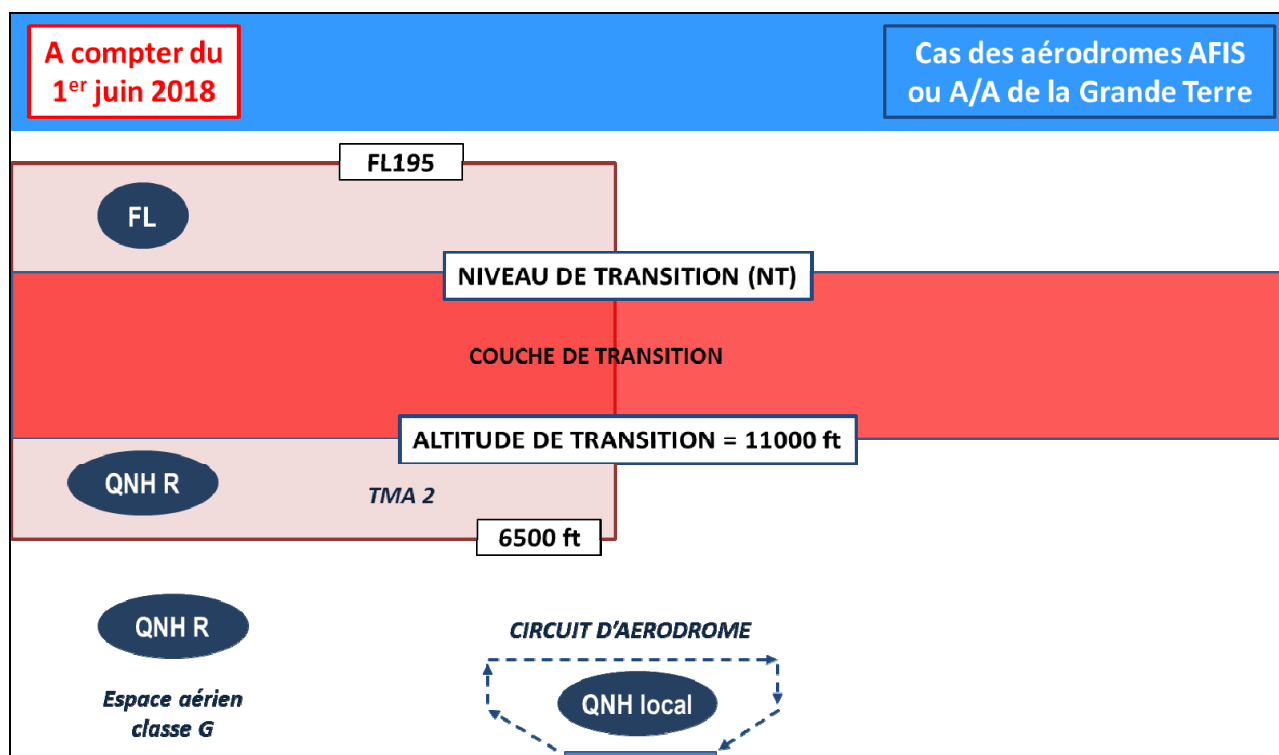 A compter du
1er juin 2018
Cas des aérodromes AFIS
ou A/A de la Grande Terre
FL195
FL
NIVEAU DE TRANSITION (NT)
COUCHE DE TRANSITION
ALTITUDE DE TRANSITION = 11000 ft
QNH R
TMA 2
6500 ft
QNH R
CIRCUIT D'AERODROME
Espace aérien
classe G
QNH local